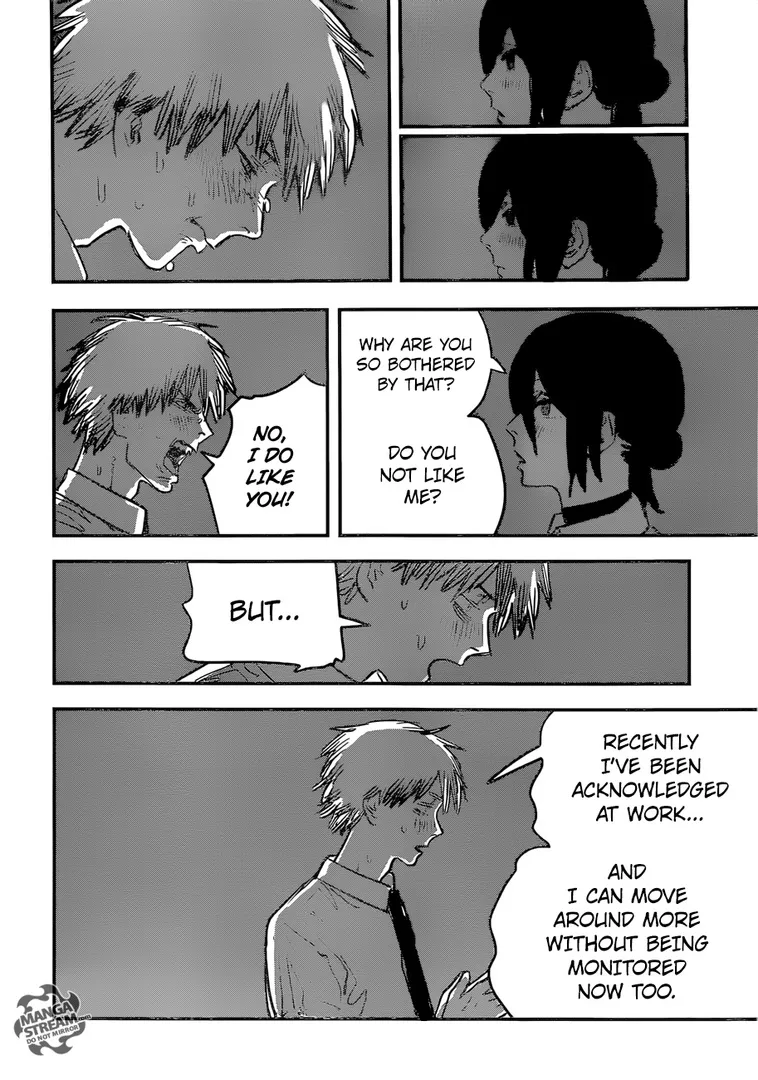 WHY ARE YOU
SO BOTHERED
BY THAT?
DO YOU
NOT LIKE
ME?
NO,
I DO
LIKE
YOU!
BUT...
RECENTLY
I'VE BEEN
ACKNOWLEDGED
AT WORK...
AND
I CAN MOVE
AROUND MORE
WITHOUT BEING
MONITORED
NOW TOO.
MANGA
STREAM
DO NOT MIRROR